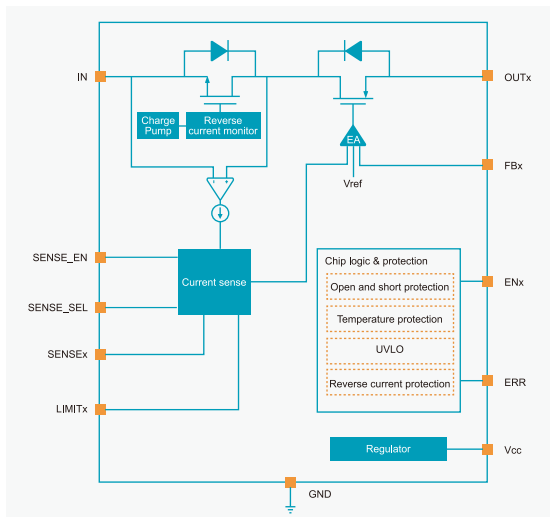 IN
OUTx
Charge
Pump
Reverse
current monitor
EA
FBx
Vref
- +
SENSE_EN
Current sense
SENSE_SEL
SENSEx
LIMITx
Chip logic & protection
Open and short protection
Temperature protection
UVLO
Reverse current protection
ENx
ERR
Regulator
Vcc
GND